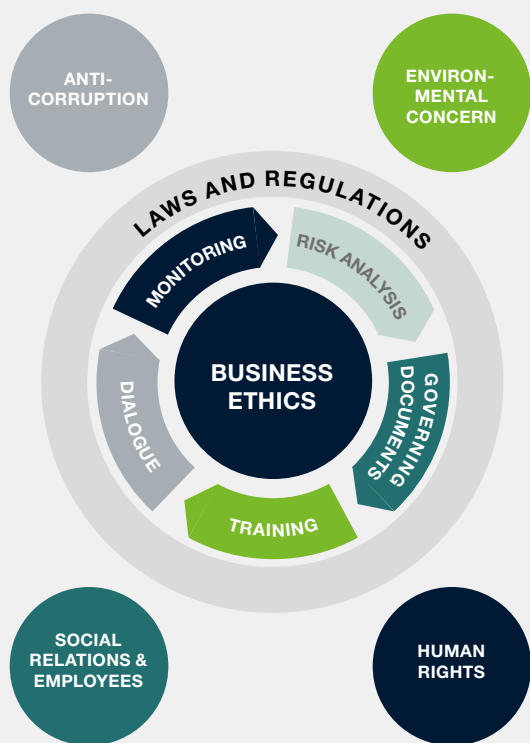 ANTI-
CORRUPTION
ENVIRON-
MENTAL
CONCERN
LAWS AND REGULATIONS
MONITORING
RISK ANALYSIS
BUSINESS
ETHICS
GOVERNING
DOCUMENTS
DIALOGUE
TRAINING
SOCIAL
RELATIONS &
EMPLOYEES
HUMAN
RIGHTS